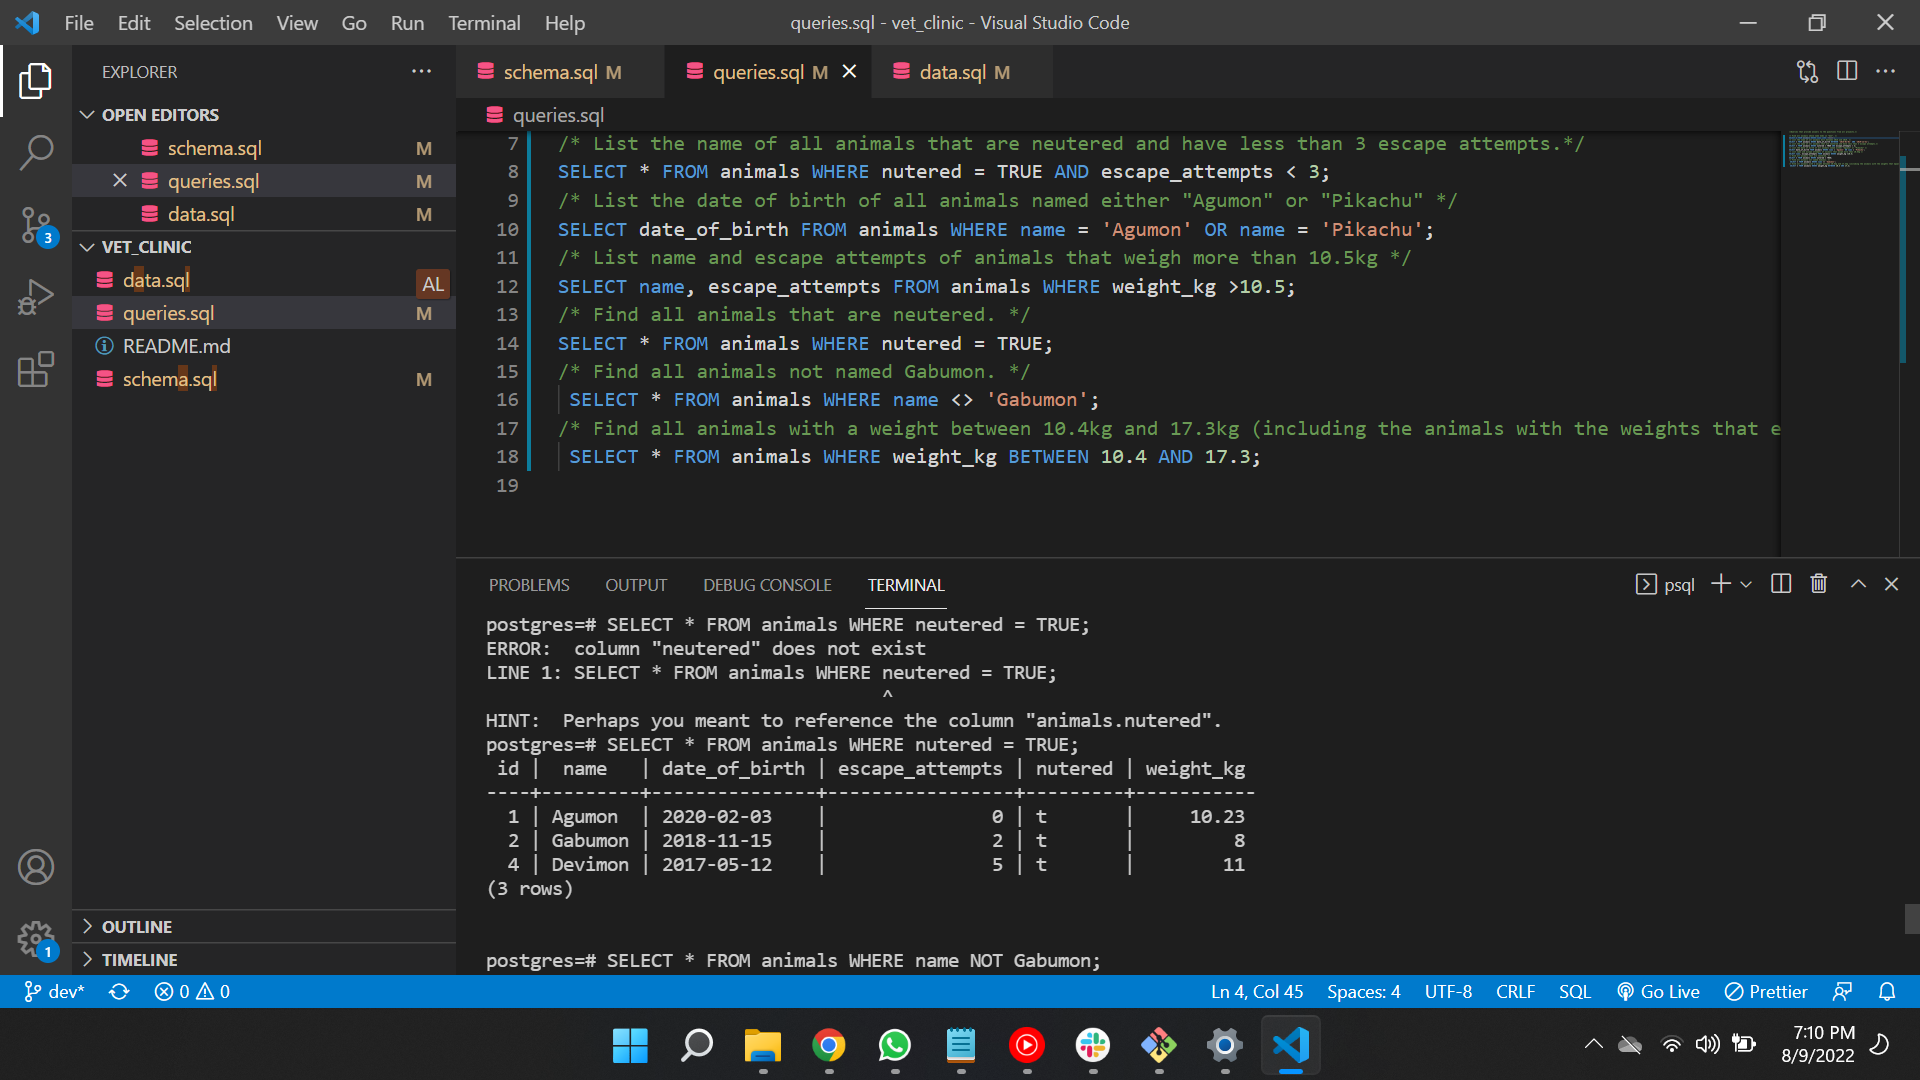 File Edit Selection View Go Run Terminal Help
queries.sql - vet_clinic - Visual Studio Code
EXPLORER
OPEN EDITORS
schema.sql M
queries.sql M
data.sql M
VET_CLINIC
data.sql AL
queries.sql M
README.md
schema.sql M
OUTLINE
TIMELINE
3
1
schema.sql M
queries.sql M
data.sql M
queries.sql
7 /* List the name of all animals that are neutered and have less than 3 escape attempts.*/
8 SELECT * FROM animals WHERE nutered = TRUE AND escape_attempts < 3;
9 /* List the date of birth of all animals named either "Agumon" or "Pikachu" */
10 SELECT date_of_birth FROM animals WHERE name = 'Agumon' OR name = 'Pikachu';
11 /* List name and escape attempts of animals that weigh more than 10.5kg */
12 SELECT name, escape_attempts FROM animals WHERE weight_kg >10.5;
13 /* Find all animals that are neutered. */
14 SELECT * FROM animals WHERE nutered = TRUE;
15 /* Find all animals not named Gabumon. */
16 SELECT * FROM animals WHERE name <> 'Gabumon';
17 /* Find all animals with a weight between 10.4kg and 17.3kg (including the animals with the weights that e
18 SELECT * FROM animals WHERE weight_kg BETWEEN 10.4 AND 17.3;
19
PROBLEMS OUTPUT DEBUG CONSOLE TERMINAL
psql
postgres=# SELECT * FROM animals WHERE neutered = TRUE;
ERROR:  column "neutered" does not exist
LINE 1: SELECT * FROM animals WHERE neutered = TRUE;
^
HINT:  Perhaps you meant to reference the column "animals.nutered".
postgres=# SELECT * FROM animals WHERE nutered = TRUE;
 id |  name   | date_of_birth | escape_attempts | nutered | weight_kg
----+---------+---------------+-----------------+---------+-----------
  1 | Agumon  | 2020-02-03    |               0 | t       |     10.23
  2 | Gabumon | 2018-11-15    |               2 | t       |         8
  4 | Devimon | 2017-05-12    |               5 | t       |        11
(3 rows)
postgres=# SELECT * FROM animals WHERE name NOT Gabumon;
dev* 0 0 Ln 4, Col 45 Spaces: 4 UTF-8 CRLF SQL Go Live Prettier
7:10 PM
8/9/2022